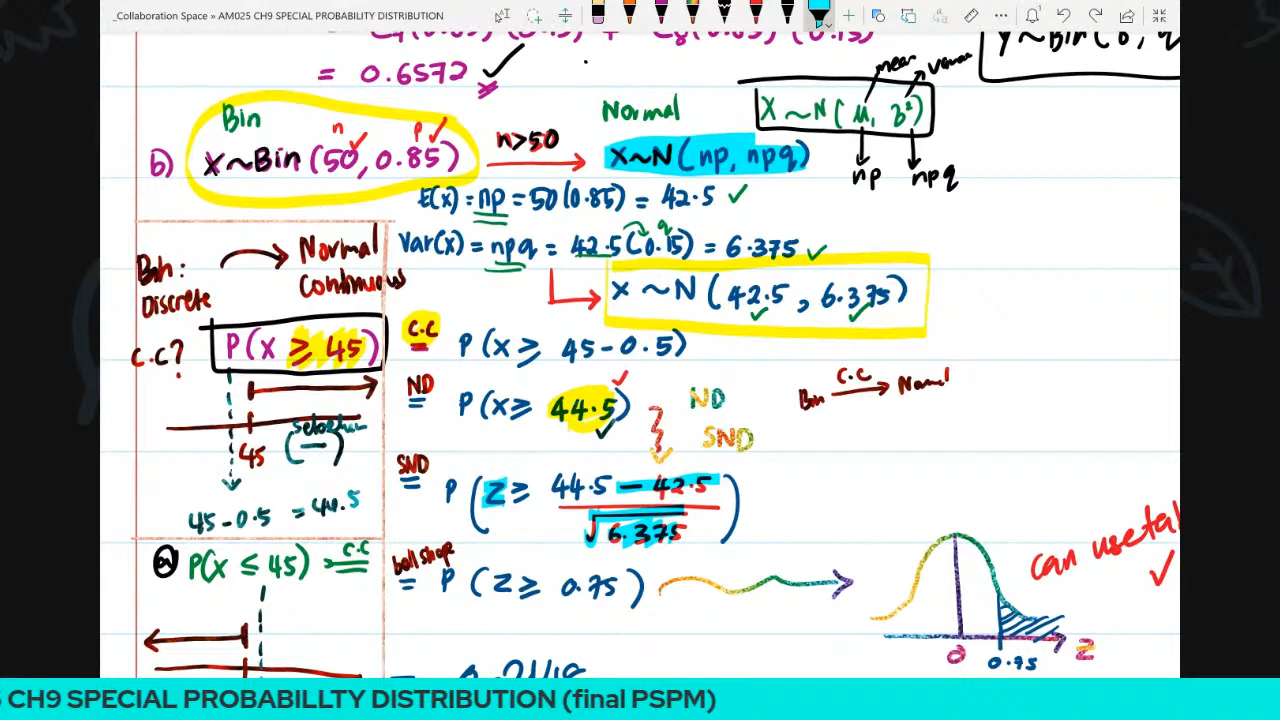 _Collaboration Space » AM025 CH9 SPECIAL PROBABILITY DISTRIBUTION
= 0.6572 ✓
mean
X ~ N(μ, σ²)
np npq
Bin
n p
b) X~Bin(50, 0.85)
n>50
Normal
X~N(np, npq)
E(x) = np = 50(0.85) = 42.5 ✓
q
Var(x) = npq = 42.5(0.15) = 6.375 ✓
X ~N (42.5, 6.375)
Bin: Discrete
Normal
continuous
C.C?
P(X ≥ 45)
45
(—)
45 - 0.5 = 44.5
C.C
P(X ≥ 45-0.5)
ND
P(X ≥ 44.5)
ND
SND
Bin C.C Normal
SND
P(Z ≥ 44.5 - 42.5 / √6.375)
P(X ≤ 45) = C.C
bell shape
= P(Z ≥ 0.75)
can use
0 0.75 Z
CH9 SPECIAL PROBABILLTY DISTRIBUTION (final PSPM)